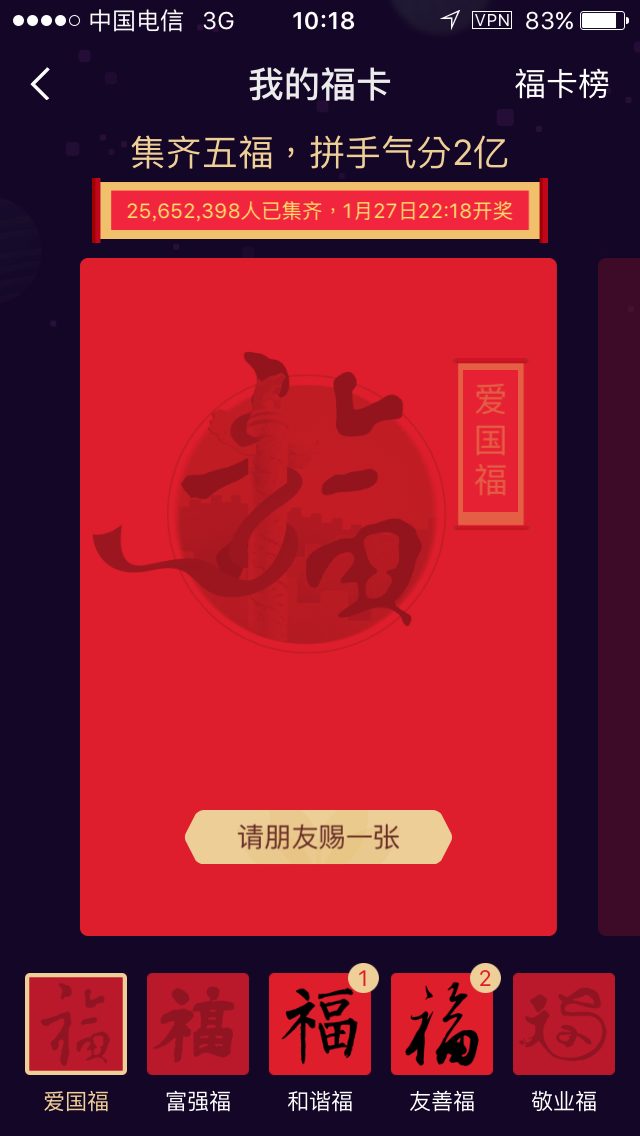 中国电信 3G 10:18 VPN 83%
我的福卡 福卡榜
集齐五福，拼手气分2亿
25,652,398人已集齐，1月27日22:18开奖
福
爱国福
请朋友赐一张
福 福 福 福 福
1 2
爱国福 富强福 和谐福 友善福 敬业福